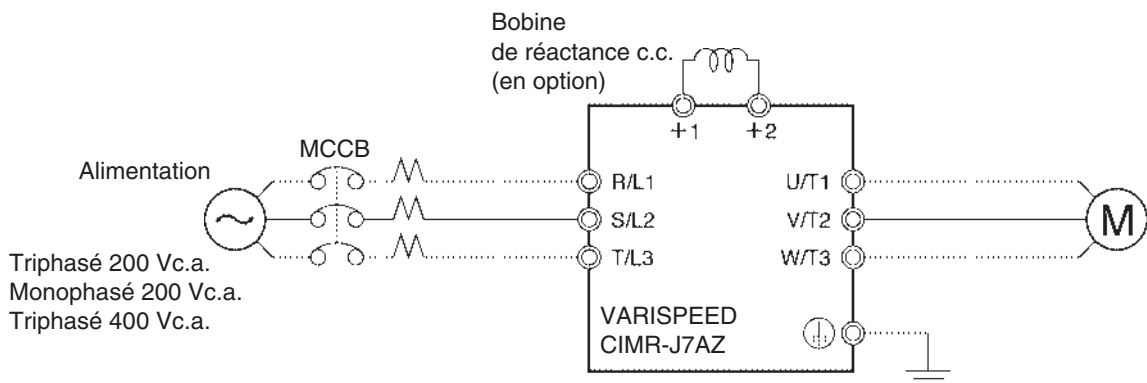 Bobine
de réactance c.c.
(en option)
+1 +2
MCCB
Alimentation
R/L1 U/T1
S/L2 V/T2 M
T/L3 W/T3
Triphasé 200 Vc.a.
Monophasé 200 Vc.a.
Triphasé 400 Vc.a.
VARISPEED
CIMR-J7AZ